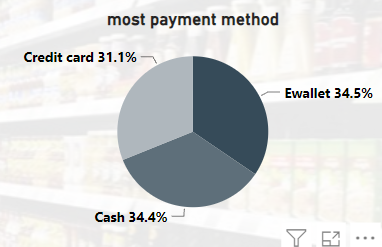 most payment method
Credit card 31.1%
Ewallet 34.5%
Cash 34.4%